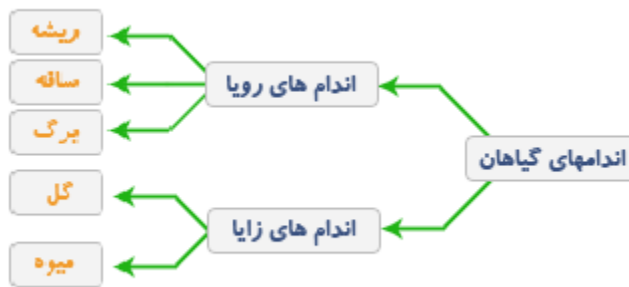 اندامهای گیاهان
اندام های رویا
ریشه
ساقه
برگ
اندام های زایا
گل
میوه